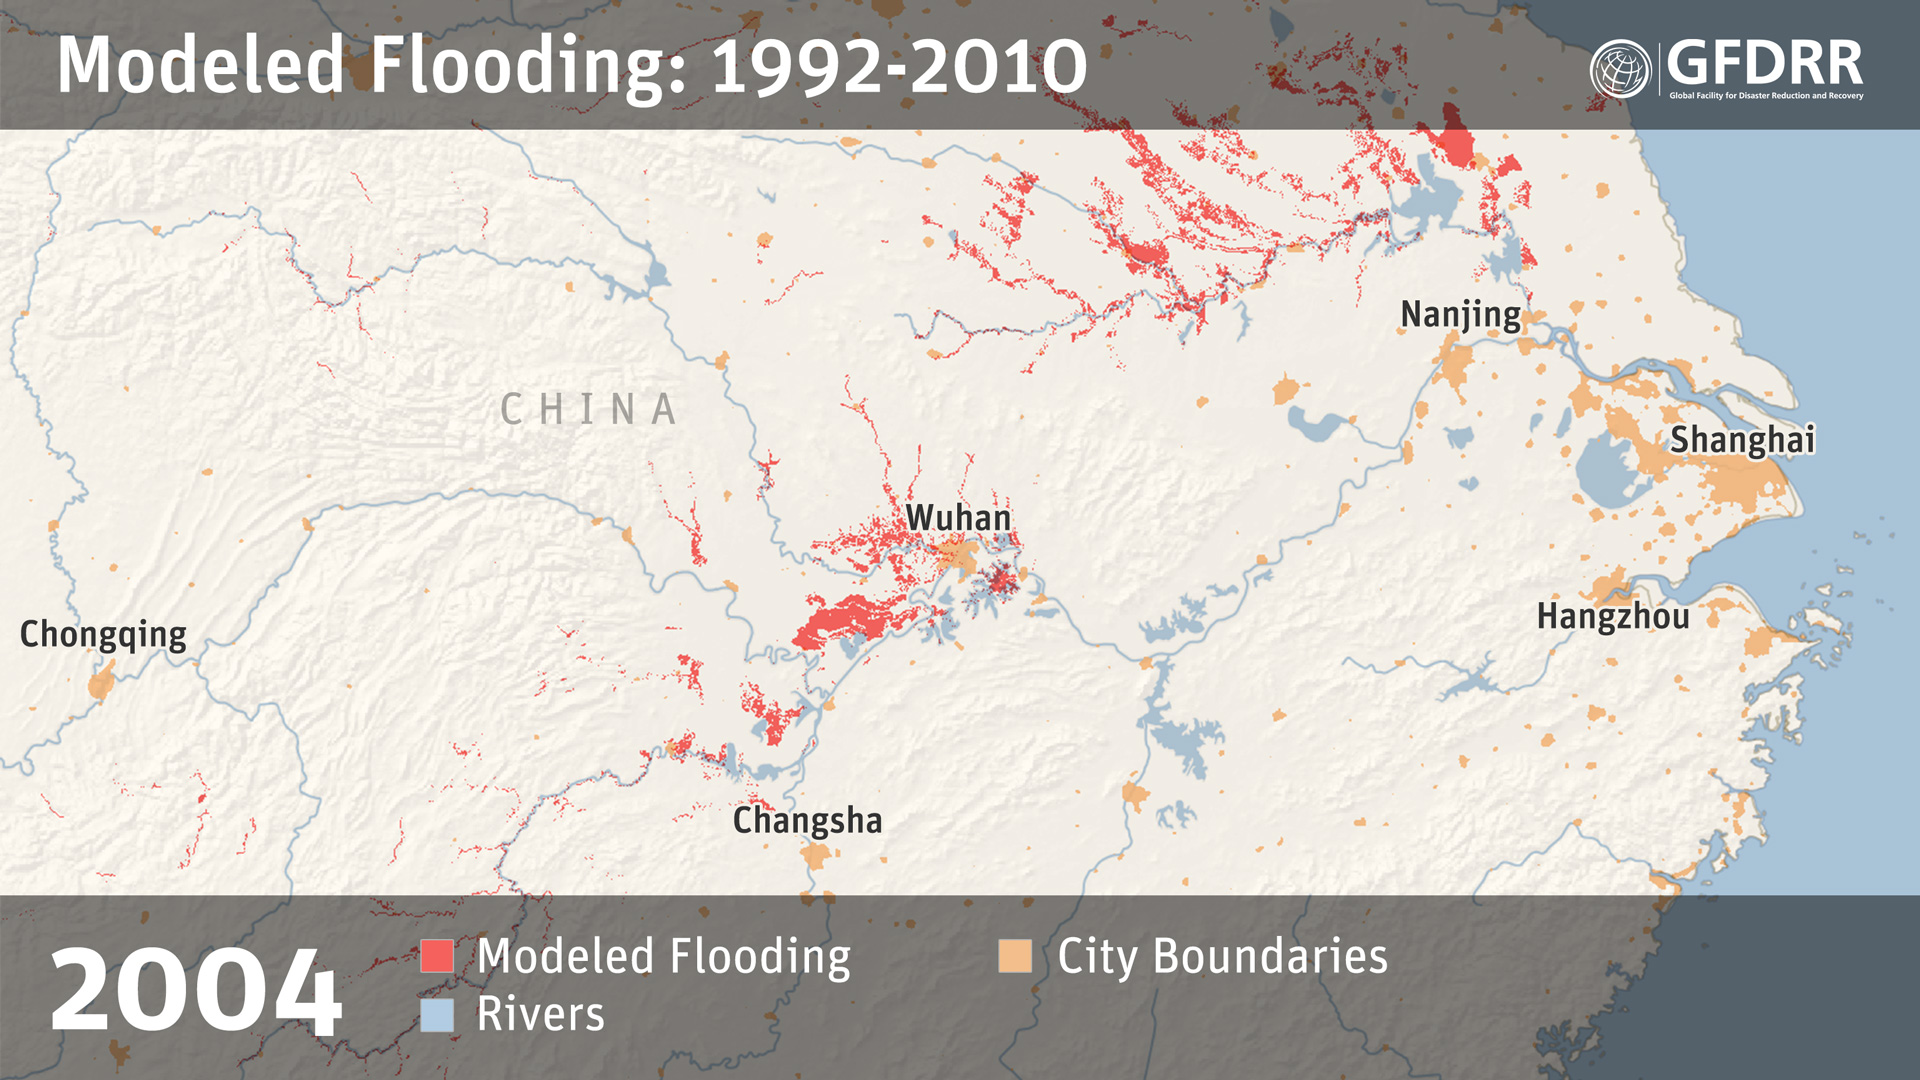 Modeled Flooding: 1992-2010
GFDRR
Global Facility for Disaster Reduction and Recovery
Nanjing
CHINA
Shanghai
Wuhan
Hangzhou
Chongqing
Changsha
2004
Modeled Flooding
City Boundaries
Rivers